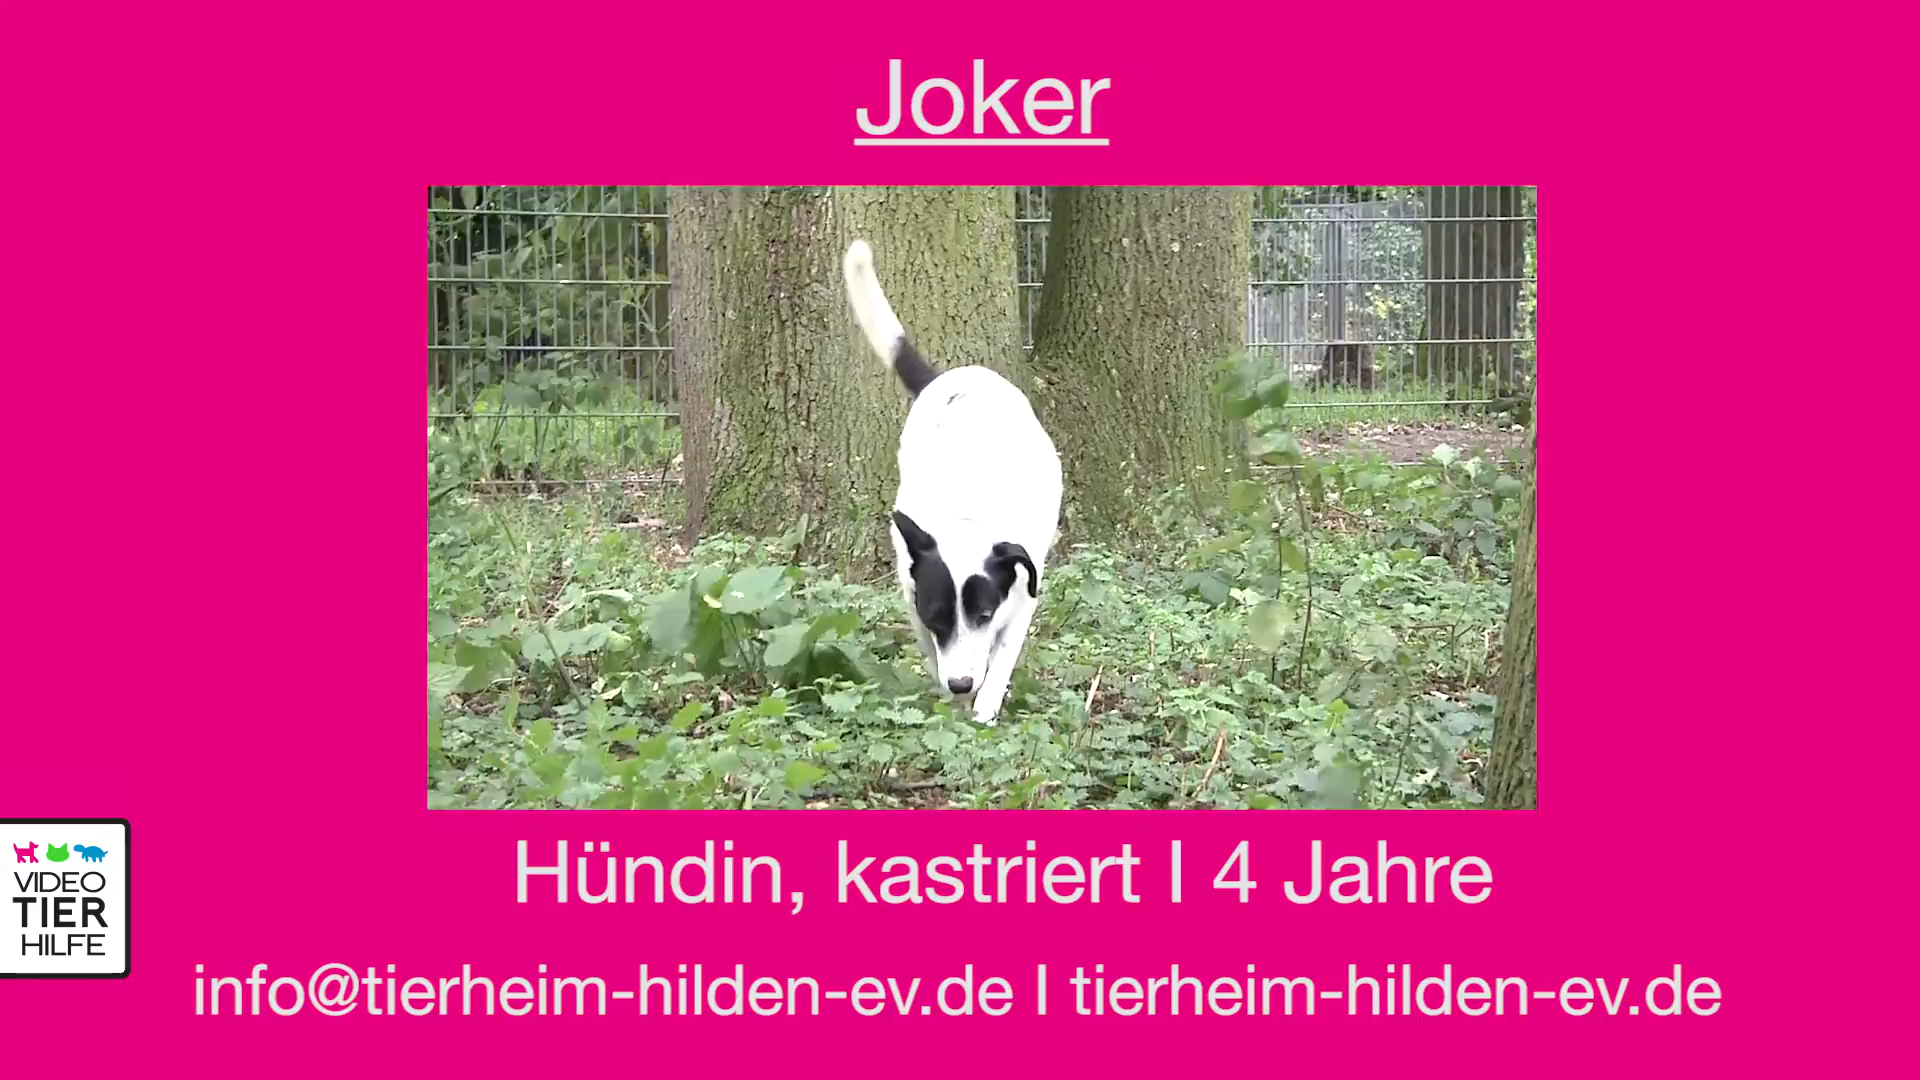 Joker
Hündin, kastriert I 4 Jahre
VIDEO
TIER
HILFE
info@tierheim-hilden-ev.de I tierheim-hilden-ev.de